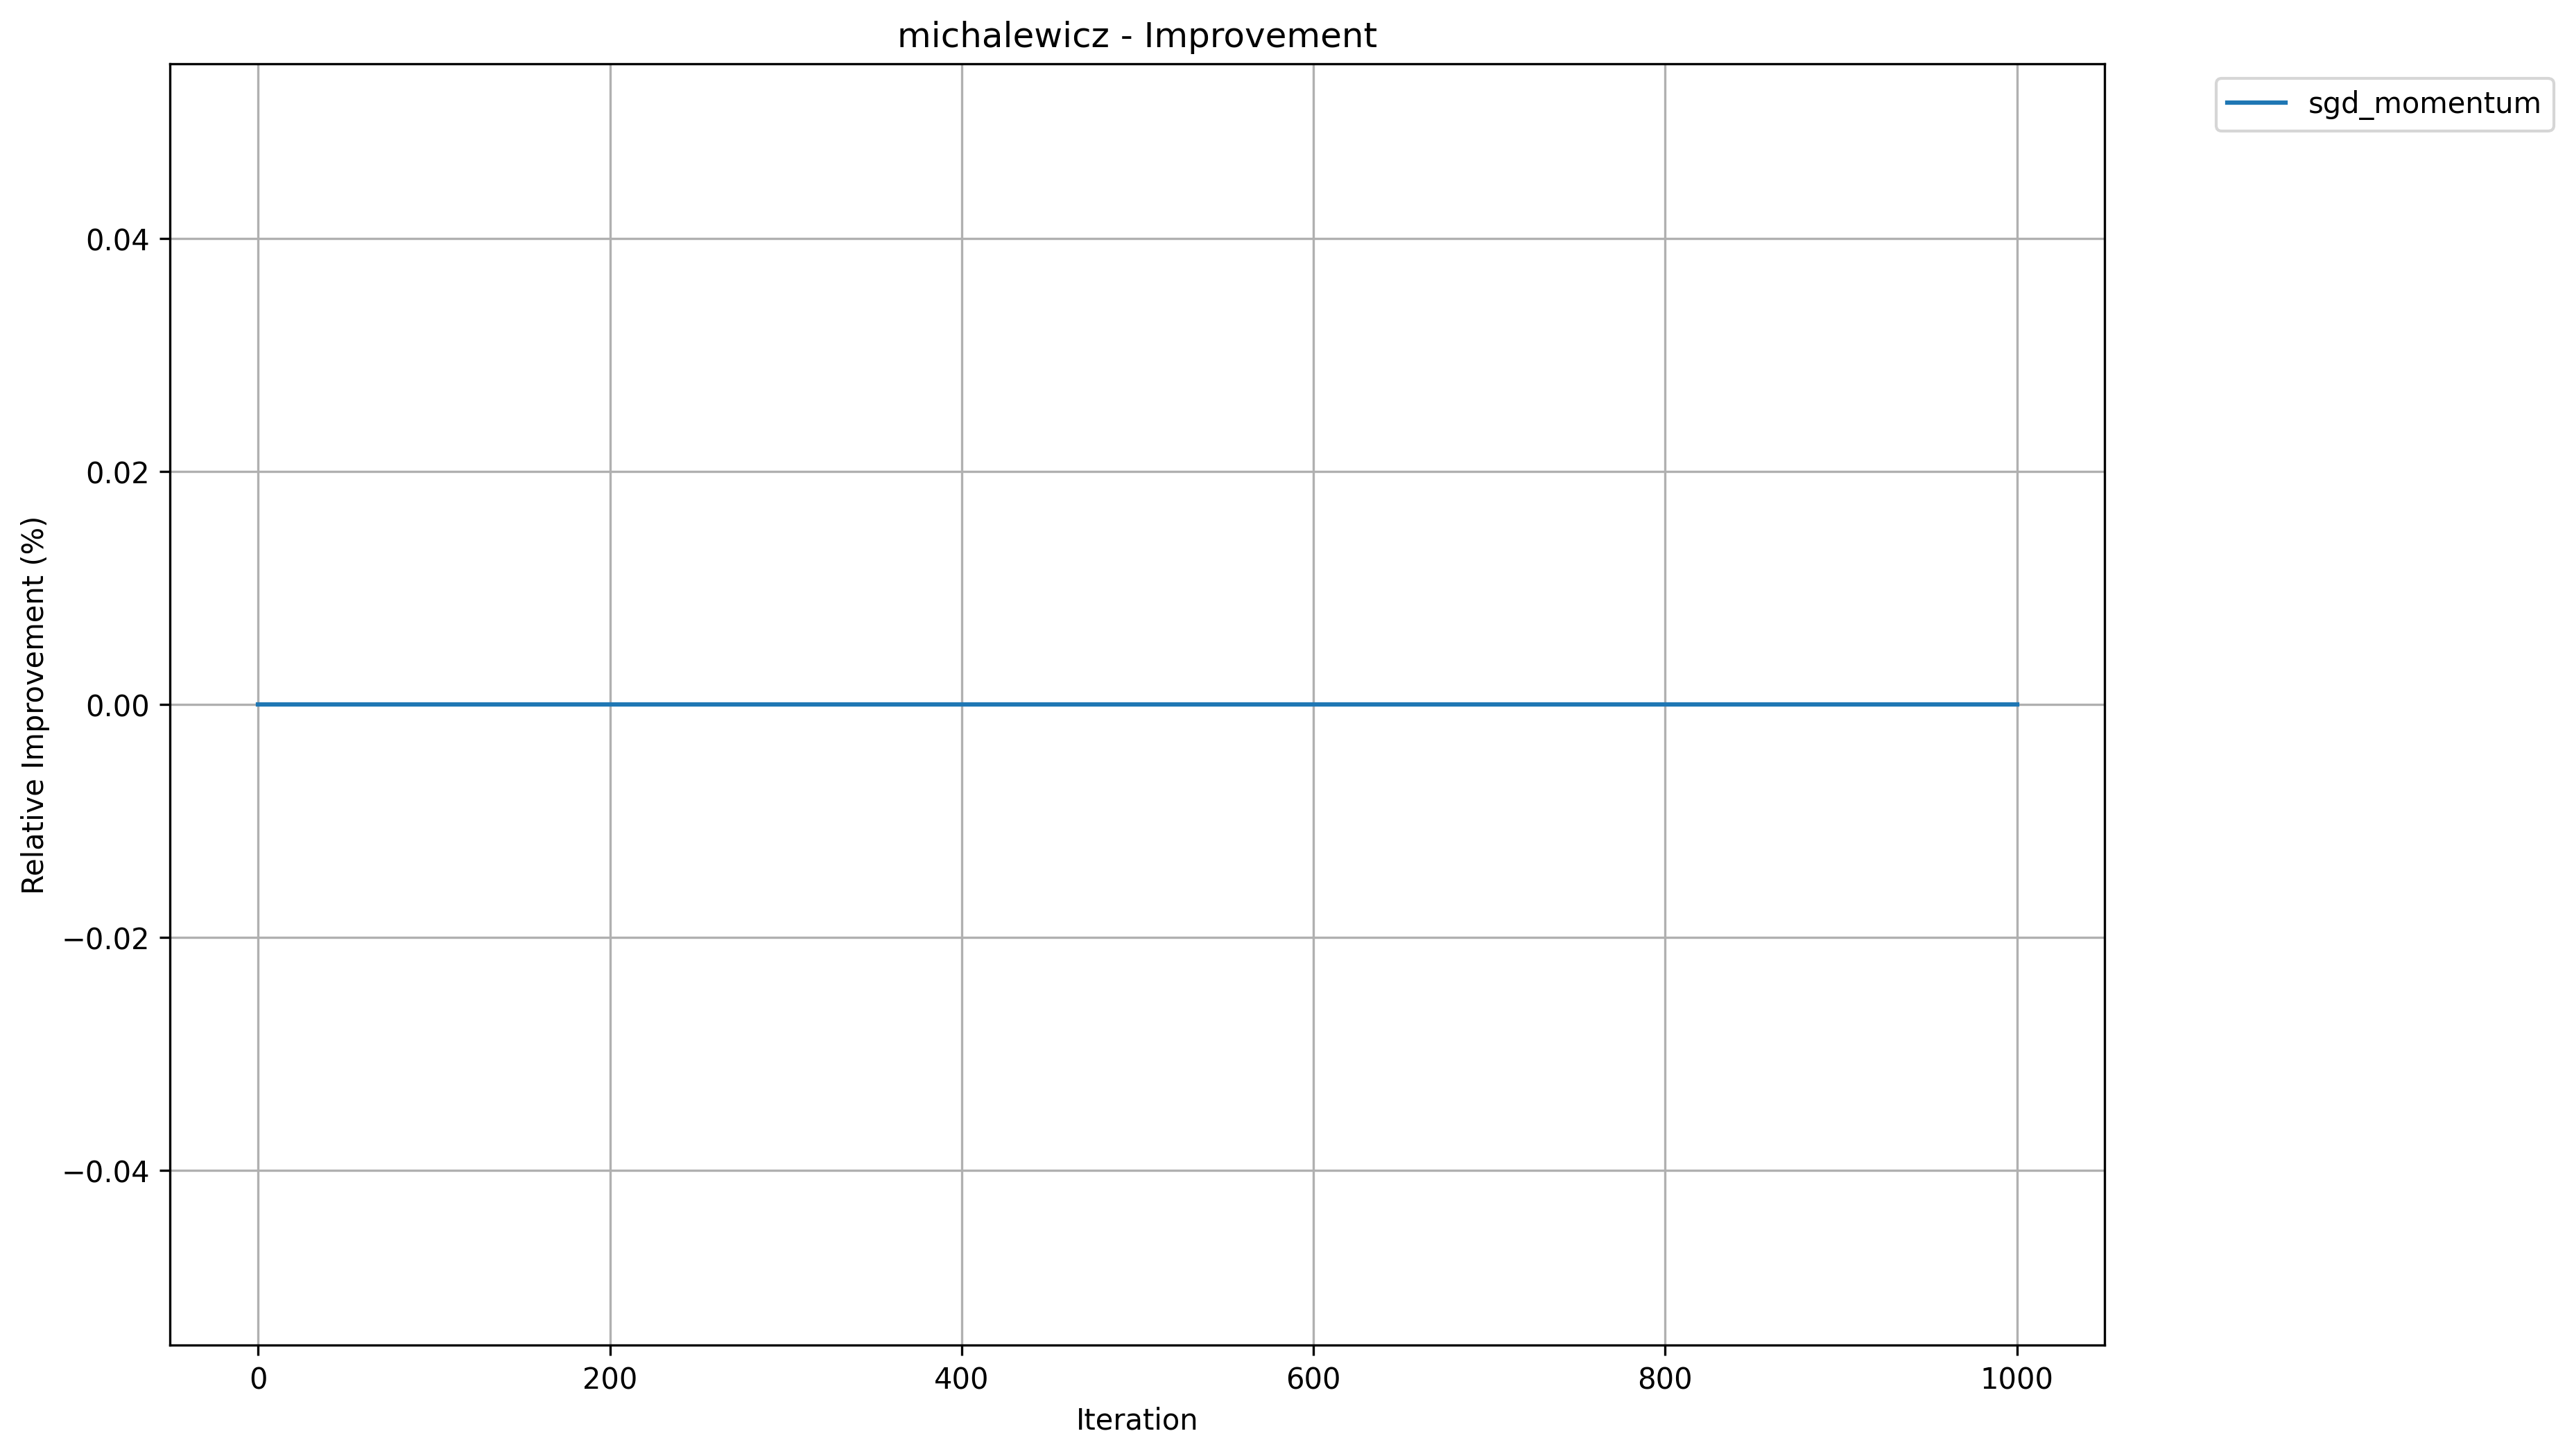 michalewicz - Improvement
sgd_momentum
Relative Improvement (%)
0.04
0.02
0.00
−0.02
−0.04
0 200 400 600 800 1000
Iteration